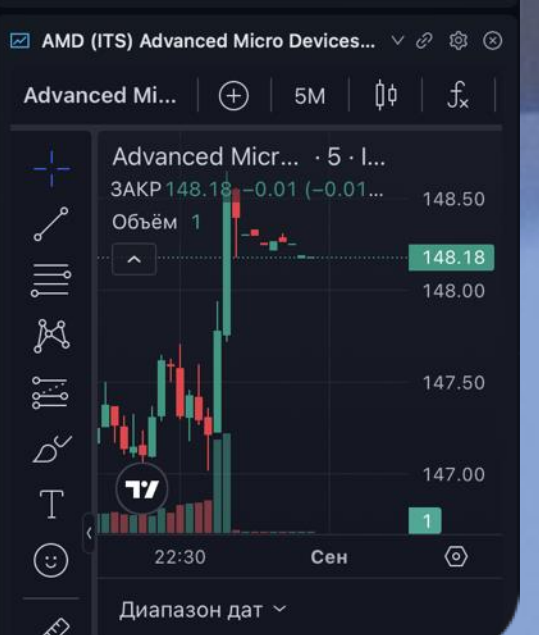 AMD (ITS) Advanced Micro Devices...
Advanced Mi... 5M
Advanced Micr... · 5 · I...
ЗАКР 148.18 −0.01 (−0.01...
Объём 1
148.50
148.18
148.00
147.50
147.00
1
22:30 Сен
Диапазон дат